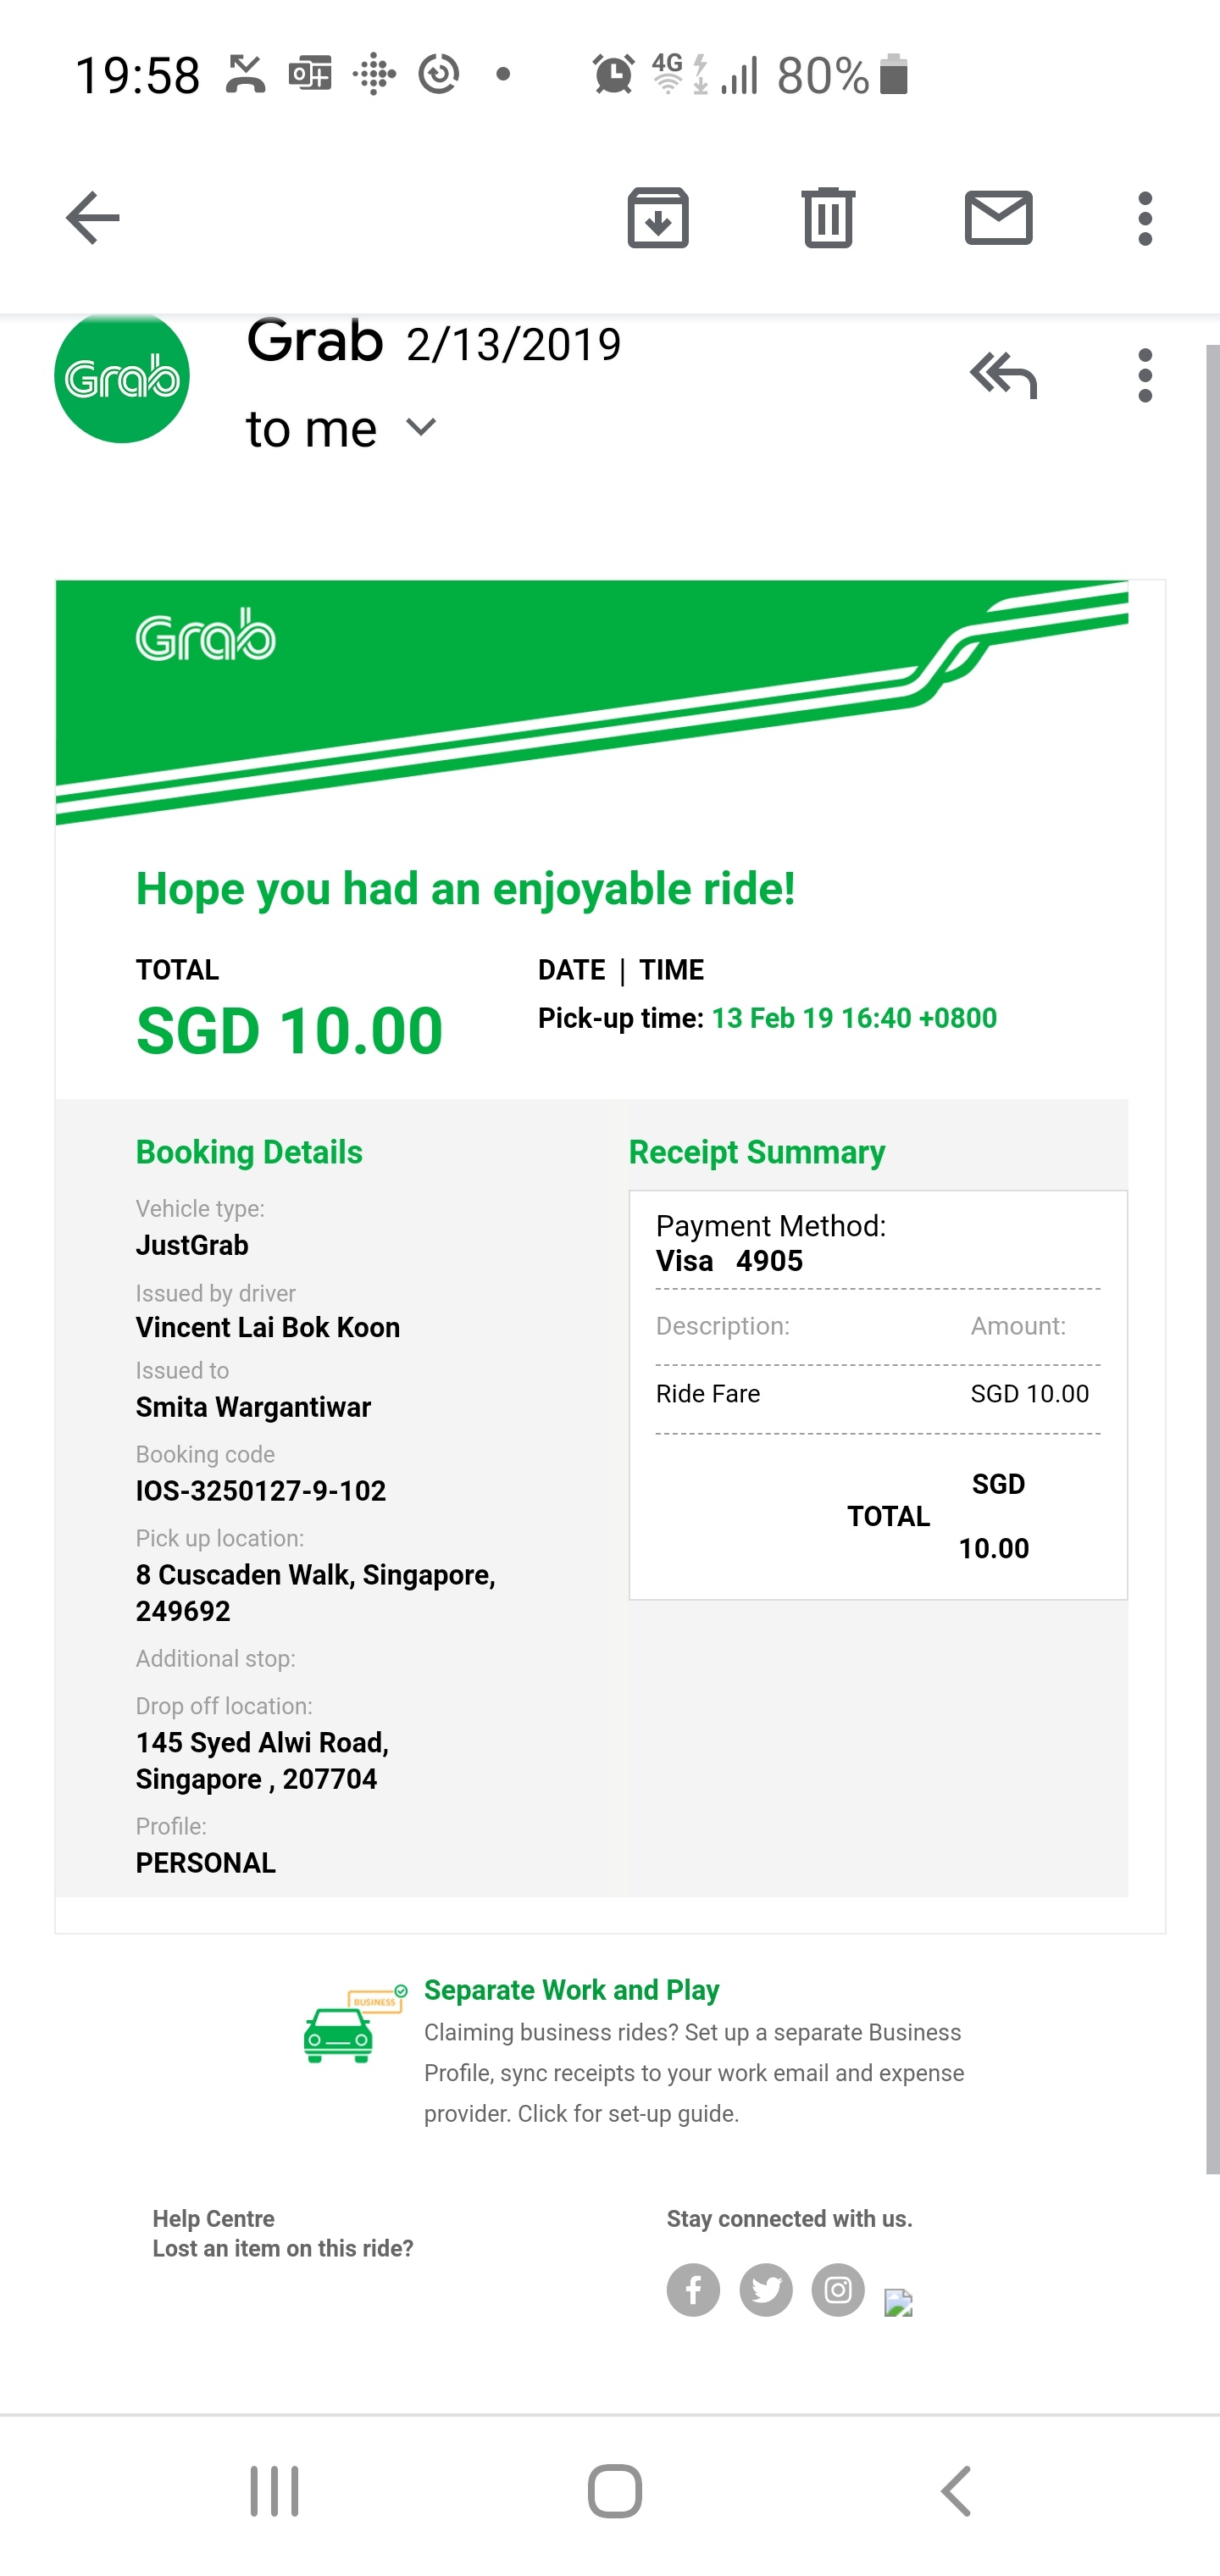 19:58 4G 80%
Grab Grab 2/13/2019
to me
Grab
Hope you had an enjoyable ride!
TOTAL DATE | TIME
SGD 10.00 Pick-up time: 13 Feb 19 16:40 +0800
Booking Details
Vehicle type:
JustGrab
Issued by driver
Vincent Lai Bok Koon
Issued to
Smita Wargantiwar
Booking code
IOS-3250127-9-102
Pick up location:
8 Cuscaden Walk, Singapore,
249692
Additional stop:
Drop off location:
145 Syed Alwi Road,
Singapore , 207704
Profile:
PERSONAL
Receipt Summary
Payment Method:
Visa 4905
Description: Amount:
Ride Fare SGD 10.00
TOTAL SGD
10.00
BUSINESS
Separate Work and Play
Claiming business rides? Set up a separate Business
Profile, sync receipts to your work email and expense
provider. Click for set-up guide.
Help Centre
Lost an item on this ride?
Stay connected with us.